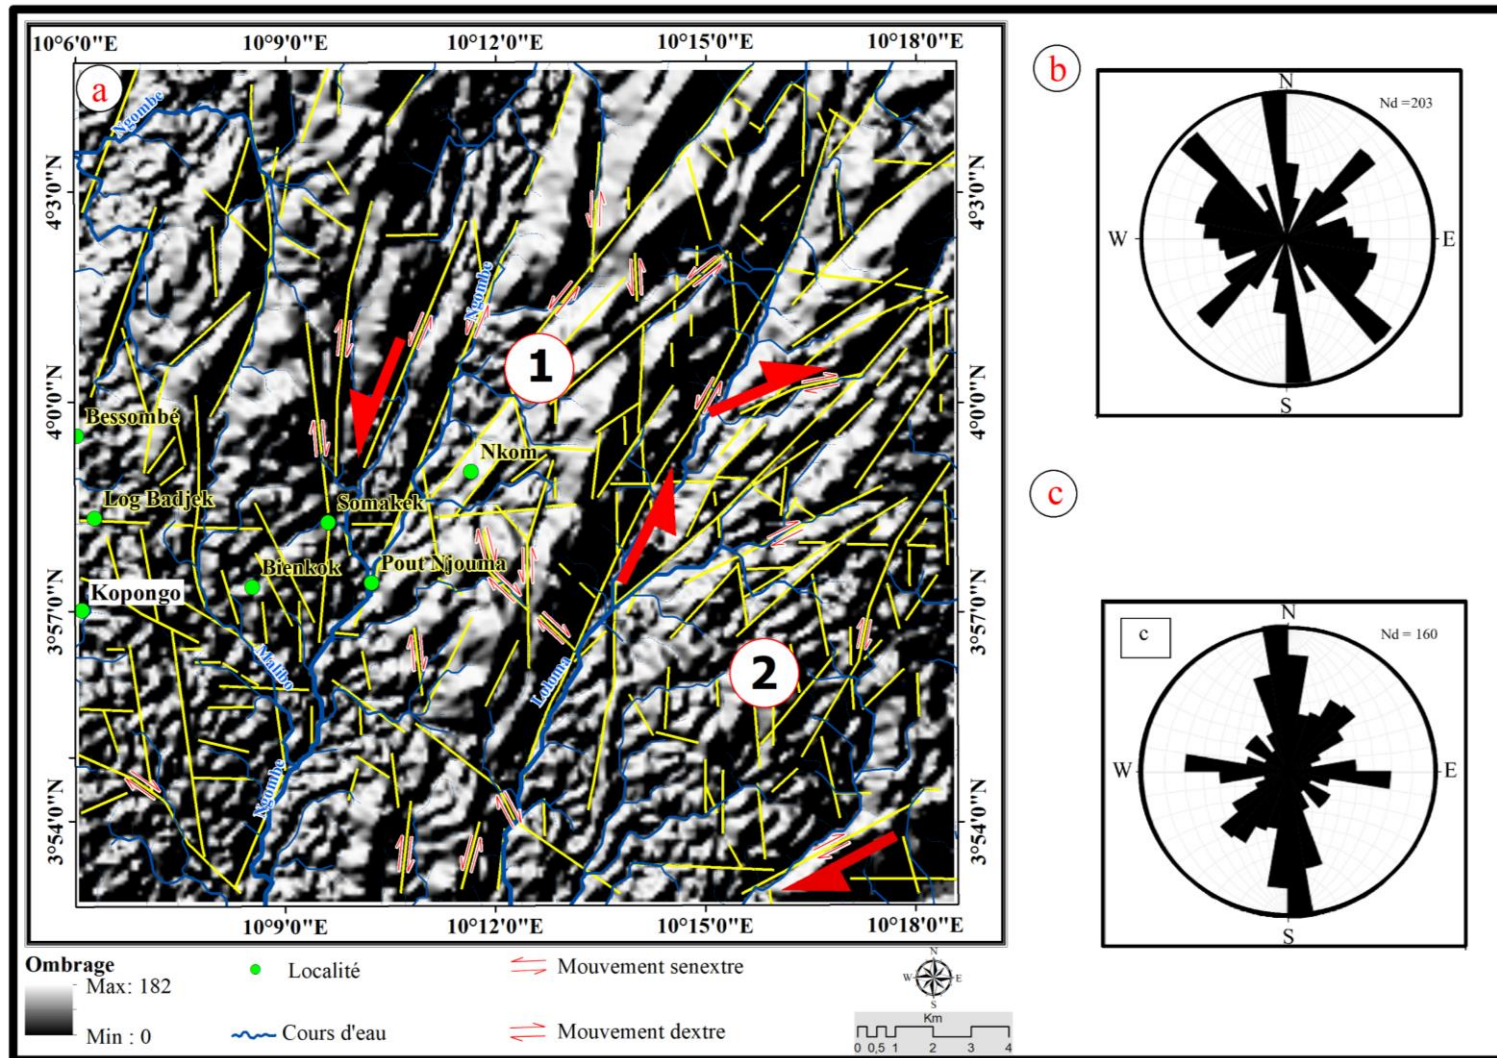 10°6'0"E 10°9'0"E 10°12'0"E 10°15'0"E 10°18'0"E
a
b
N
Nd =203
W
E
S
Ngombe
4°3'0"N
4°3'0"N
Ngombe
1
4°0'0"N
4°0'0"N
Bessombé
Nkom
Log Badjek
Somakek
c
Bienkok
Pout Njouma
Kopongo
3°57'0"N
3°57'0"N
Malibo
Lolouma
2
N
c
Nd = 160
W
E
S
Ngombe
3°54'0"N
3°54'0"N
10°9'0"E 10°12'0"E 10°15'0"E 10°18'0"E
Ombrage
Max: 182
Min : 0
Localité
Cours d'eau
Mouvement senextre
Mouvement dextre
N
W
E
S
Km
0 0,5 1 2 3 4